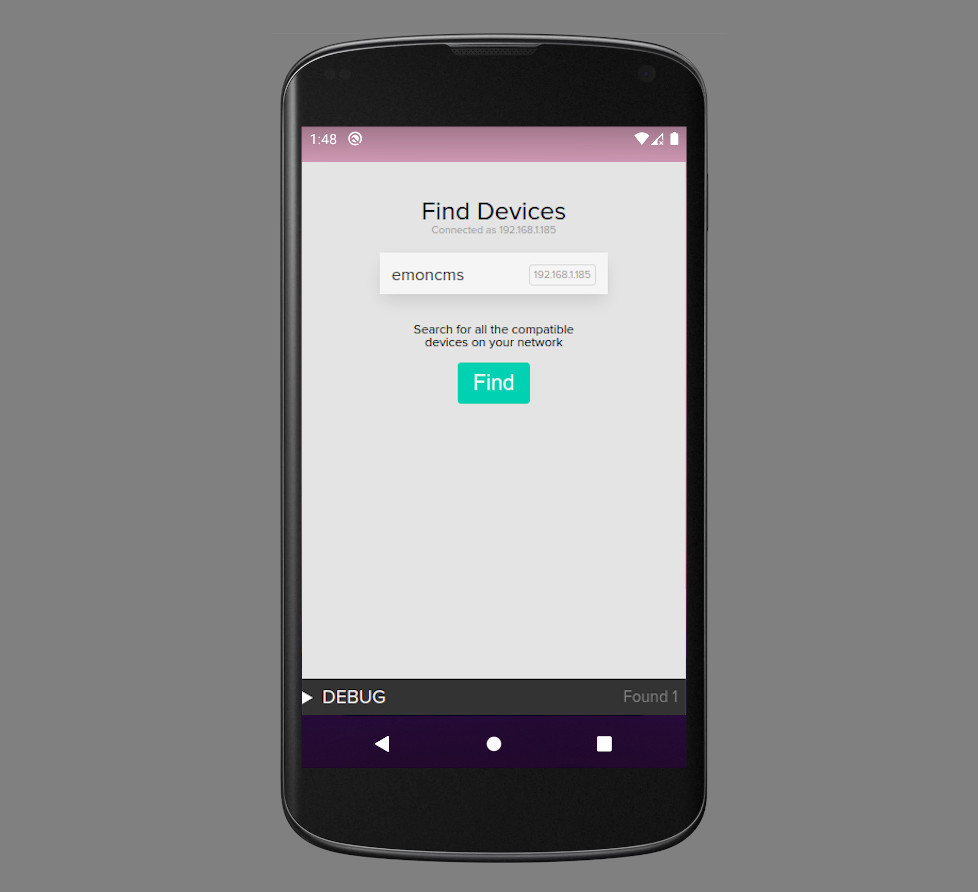 1:48
Find Devices
Connected as 192.168.1.185
emoncms
192.168.1.185
Search for all the compatible
devices on your network
Find
DEBUG
Found 1